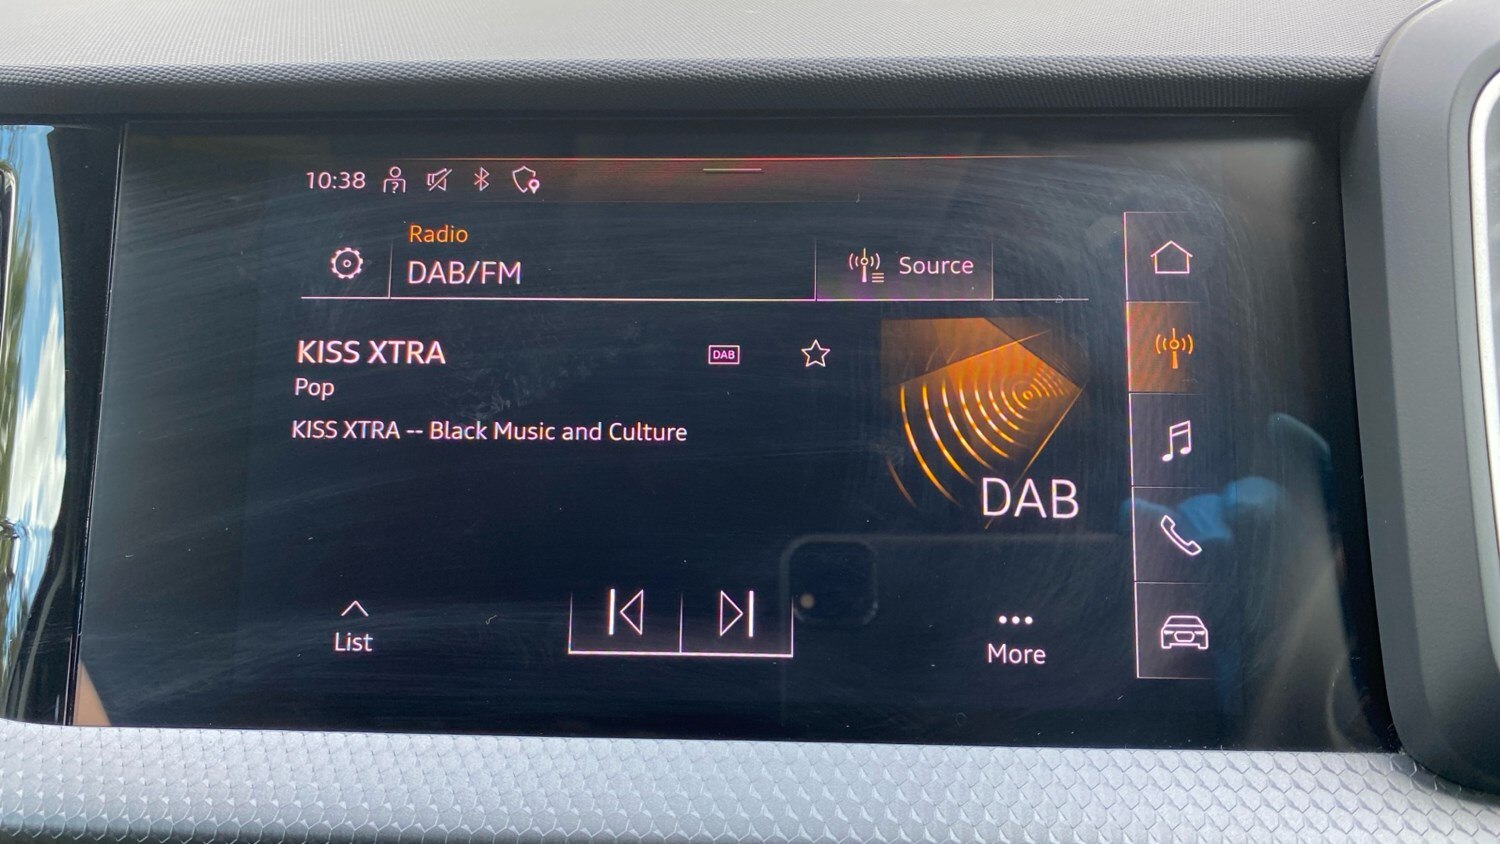 10:38
Radio
DAB/FM
Source
KISS XTRA
DAB
Pop
KISS XTRA -- Black Music and Culture
DAB
List
More